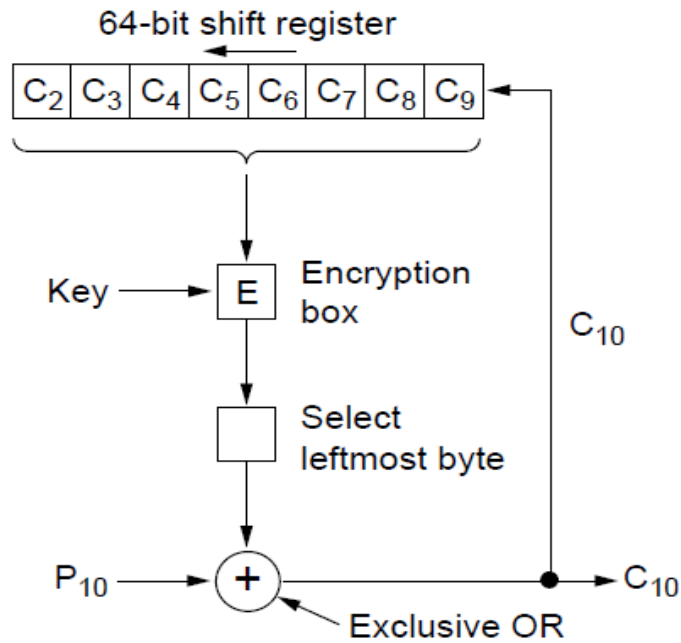 64-bit shift register
C₂ C₃ C₄ C₅ C₆ C₇ C₈ C₉
Key
E
Encryption
box
C₁₀
Select
leftmost byte
P₁₀
+
C₁₀
Exclusive OR